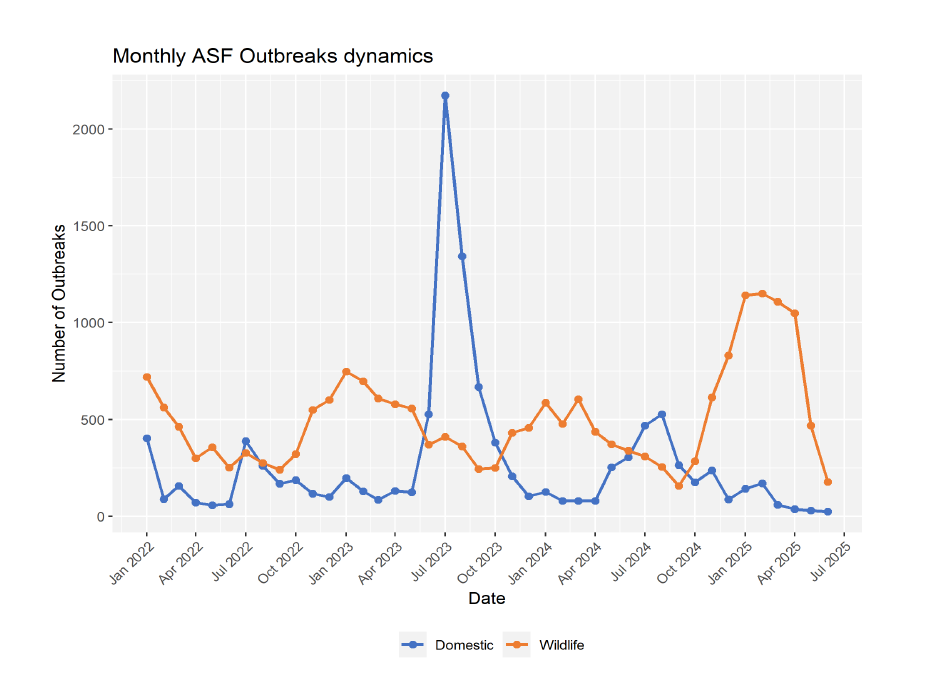 Monthly ASF Outbreaks dynamics
Number of Outbreaks
2000
1500
1000
500
0
Jan 2022
Apr 2022
Jul 2022
Oct 2022
Jan 2023
Apr 2023
Jul 2023
Oct 2023
Jan 2024
Apr 2024
Jul 2024
Oct 2024
Jan 2025
Apr 2025
Jul 2025
Date
Domestic
Wildlife